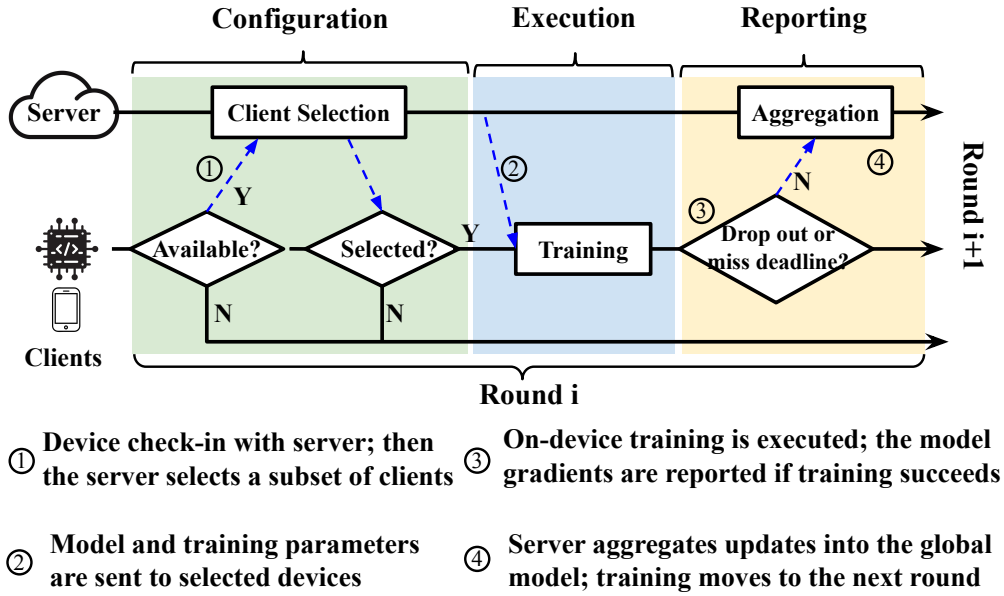 Configuration
Execution
Reporting
Server
Client Selection
Aggregation
①
②
④
Y
N
③
Round i+1
Available?
Selected?
Y
Training
Drop out or
miss deadline?
N
N
Clients
Round i
① Device check-in with server; then
the server selects a subset of clients
③ On-device training is executed; the model
gradients are reported if training succeeds
② Model and training parameters
are sent to selected devices
④ Server aggregates updates into the global
model; training moves to the next round